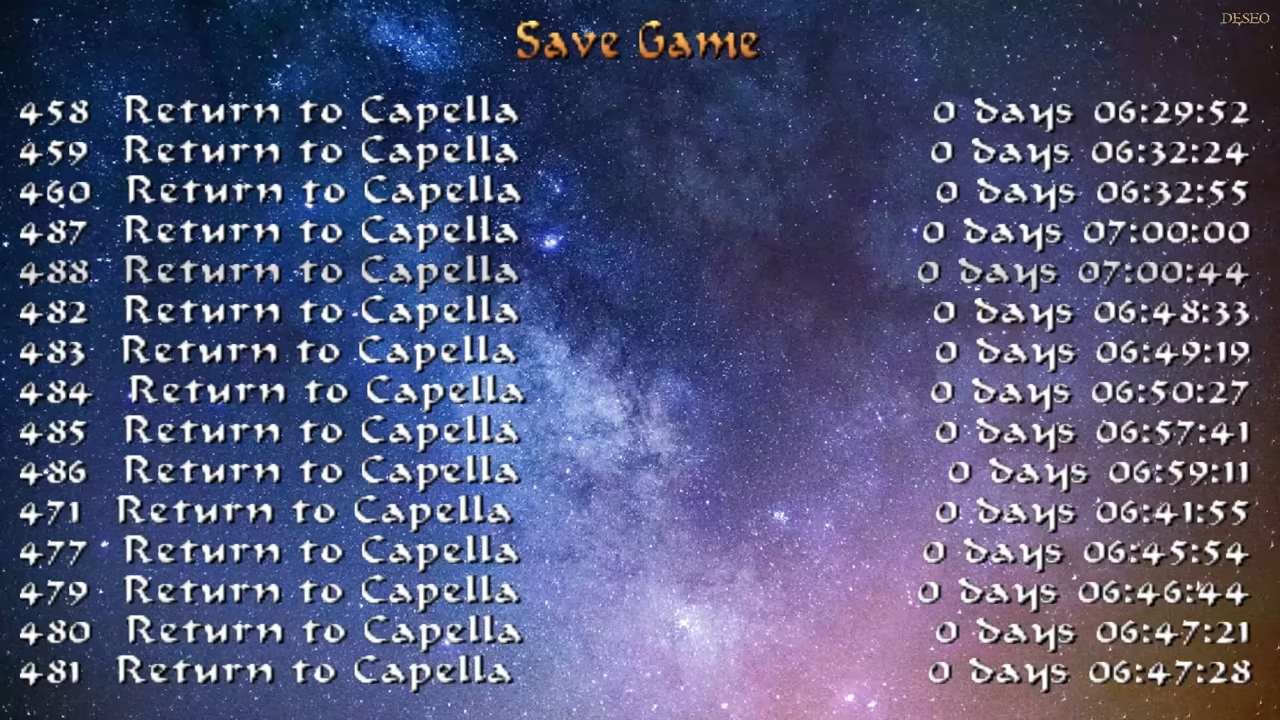 DESEO
Save Game
458 Return to Capella 0 days 06:29:52
459 Return to Capella 0 days 06:32:24
460 Return to Capella 0 days 06:32:55
487 Return to Capella 0 days 07:00:00
488 Return to Capella 0 days 07:00:44
482 Return to Capella 0 days 06:48:33
483 Return to Capella 0 days 06:49:19
484 Return to Capella 0 days 06:50:27
485 Return to Capella 0 days 06:57:41
486 Return to Capella 0 days 06:59:11
471 Return to Capella 0 days 06:41:55
477 Return to Capella 0 days 06:45:54
479 Return to Capella 0 days 06:46:44
480 Return to Capella 0 days 06:47:21
481 Return to Capella 0 days 06:47:28